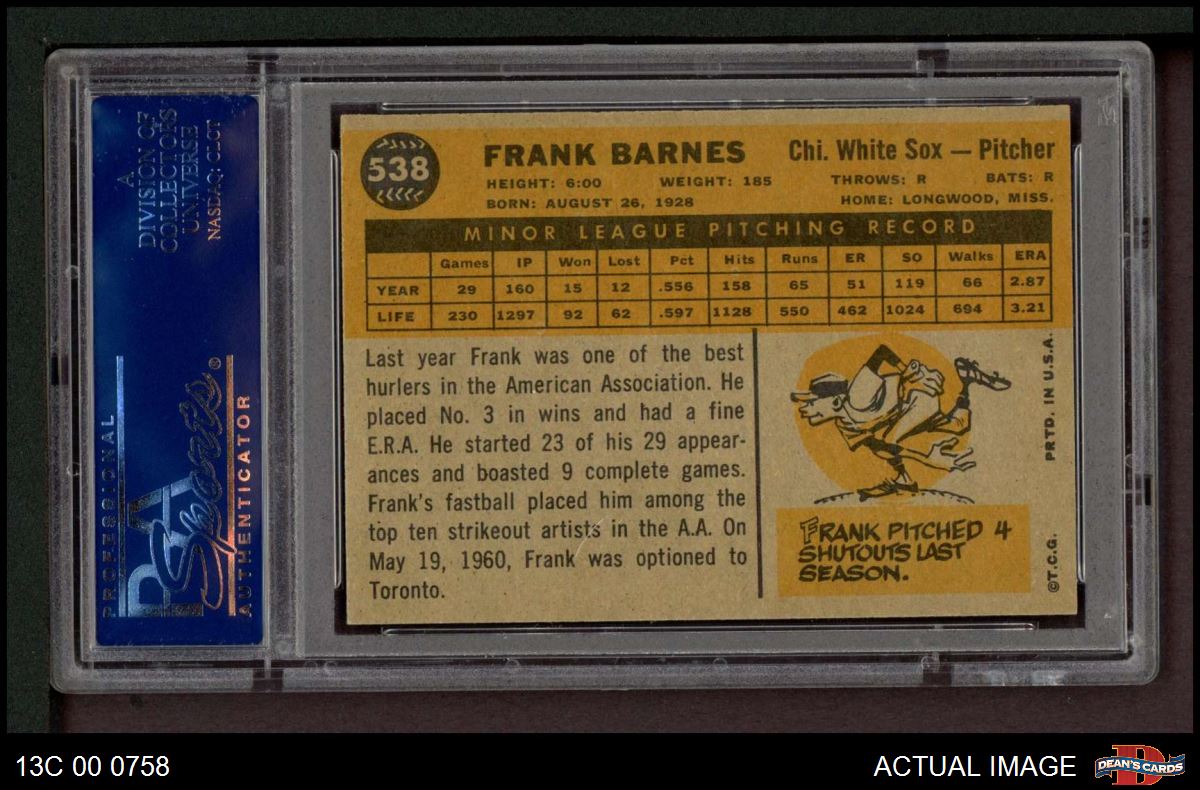 A
DIVISION OF
COLLECTORS
UNIVERSE
NASDAQ: CLCT
PROFESSIONAL
PSA
Sports®
AUTHENTICATOR
538
FRANK BARNES
Chi. White Sox — Pitcher
HEIGHT: 6:00 WEIGHT: 185 THROWS: R BATS: R
BORN: AUGUST 26, 1928 HOME: LONGWOOD, MISS.
MINOR LEAGUE PITCHING RECORD
Games IP Won Lost Pct Hits Runs ER SO Walks ERA
YEAR 29 160 15 12 .556 158 65 51 119 66 2.87
LIFE 230 1297 92 62 .597 1128 550 462 1024 694 3.21
Last year Frank was one of the best
hurlers in the American Association. He
placed No. 3 in wins and had a fine
E.R.A. He started 23 of his 29 appear-
ances and boasted 9 complete games.
Frank's fastball placed him among the
top ten strikeout artists in the A.A. On
May 19, 1960, Frank was optioned to
Toronto.
FRANK PITCHED 4
SHUTOUTS LAST
SEASON.
©T.C.G. PRTD. IN U.S.A.
13C 00 0758
ACTUAL IMAGE
D
DEAN'S CARDS